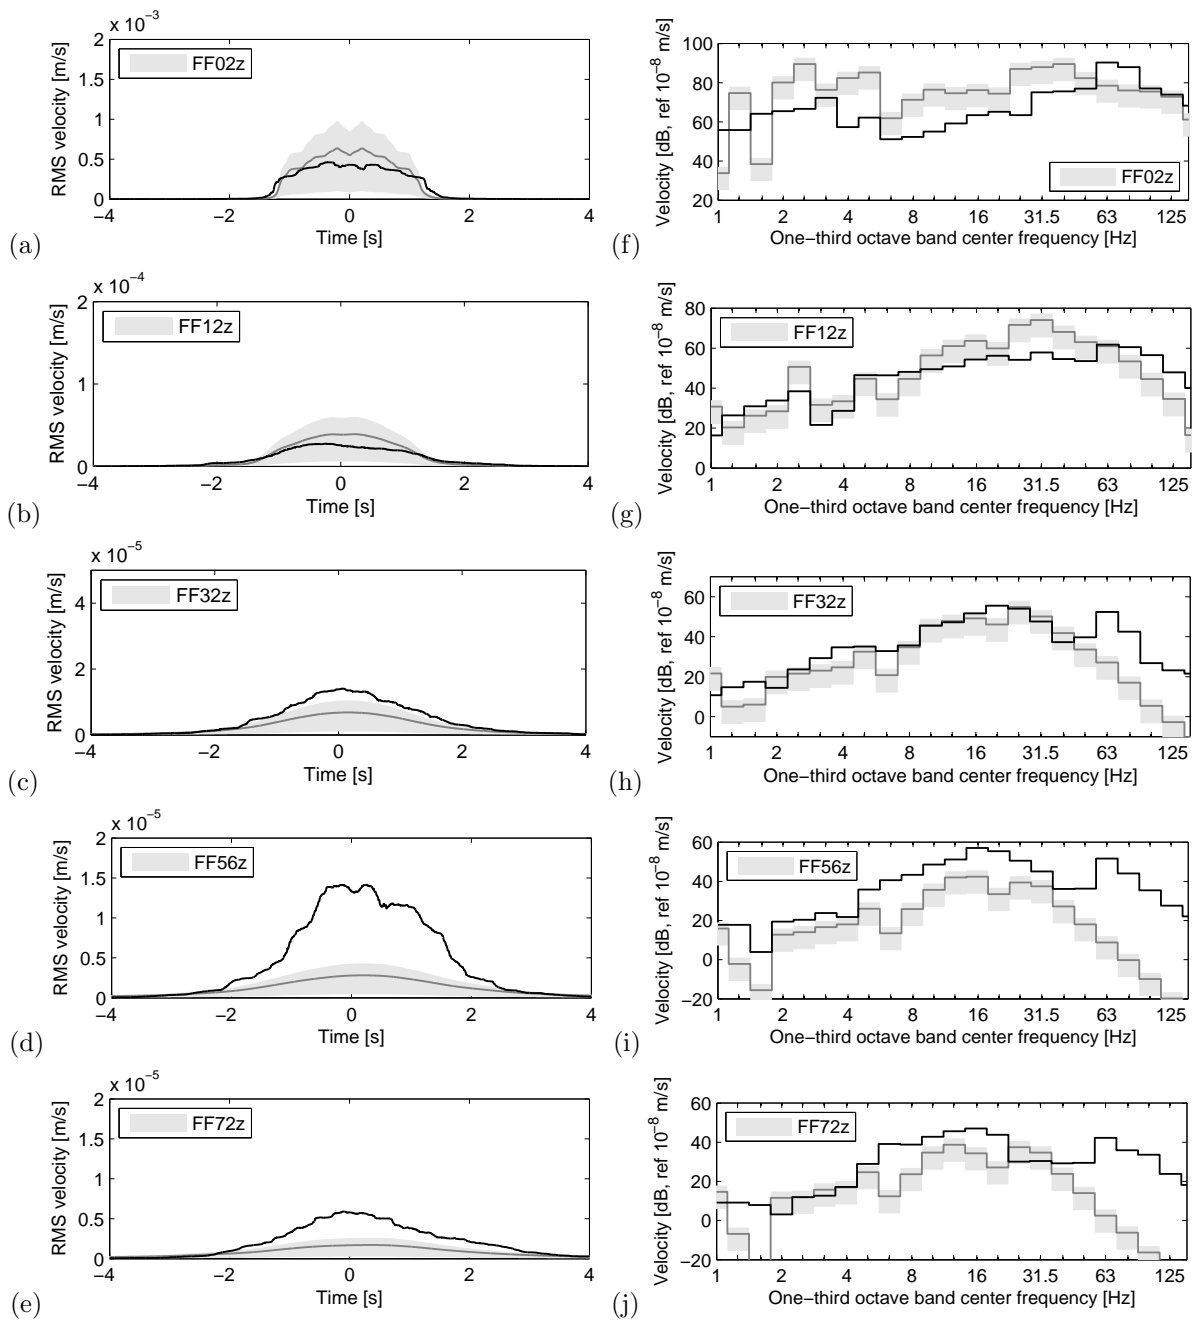 x 10⁻³
2
1.5
1
0.5
0
RMS velocity [m/s]
FF02z
−4 −2 0 2 4
Time [s]
(a)
100
80
60
40
20
Velocity [dB, ref 10⁻⁸ m/s]
FF02z
1 2 4 8 16 31.5 63 125
One−third octave band center frequency [Hz]
(f)
x 10⁻⁴
2
1
0
RMS velocity [m/s]
FF12z
−4 −2 0 2 4
Time [s]
(b)
80
60
40
20
0
Velocity [dB, ref 10⁻⁸ m/s]
FF12z
1 2 4 8 16 31.5 63 125
One−third octave band center frequency [Hz]
(g)
x 10⁻⁵
4
2
0
RMS velocity [m/s]
FF32z
−4 −2 0 2 4
Time [s]
(c)
60
40
20
0
Velocity [dB, ref 10⁻⁸ m/s]
FF32z
1 2 4 8 16 31.5 63 125
One−third octave band center frequency [Hz]
(h)
x 10⁻⁵
2
1.5
1
0.5
0
RMS velocity [m/s]
FF56z
−4 −2 0 2 4
Time [s]
(d)
60
40
20
0
−20
Velocity [dB, ref 10⁻⁸ m/s]
FF56z
1 2 4 8 16 31.5 63 125
One−third octave band center frequency [Hz]
(i)
x 10⁻⁵
2
1.5
1
0.5
0
RMS velocity [m/s]
FF72z
−4 −2 0 2 4
Time [s]
(e)
60
40
20
0
−20
Velocity [dB, ref 10⁻⁸ m/s]
FF72z
1 2 4 8 16 31.5 63 125
One−third octave band center frequency [Hz]
(j)